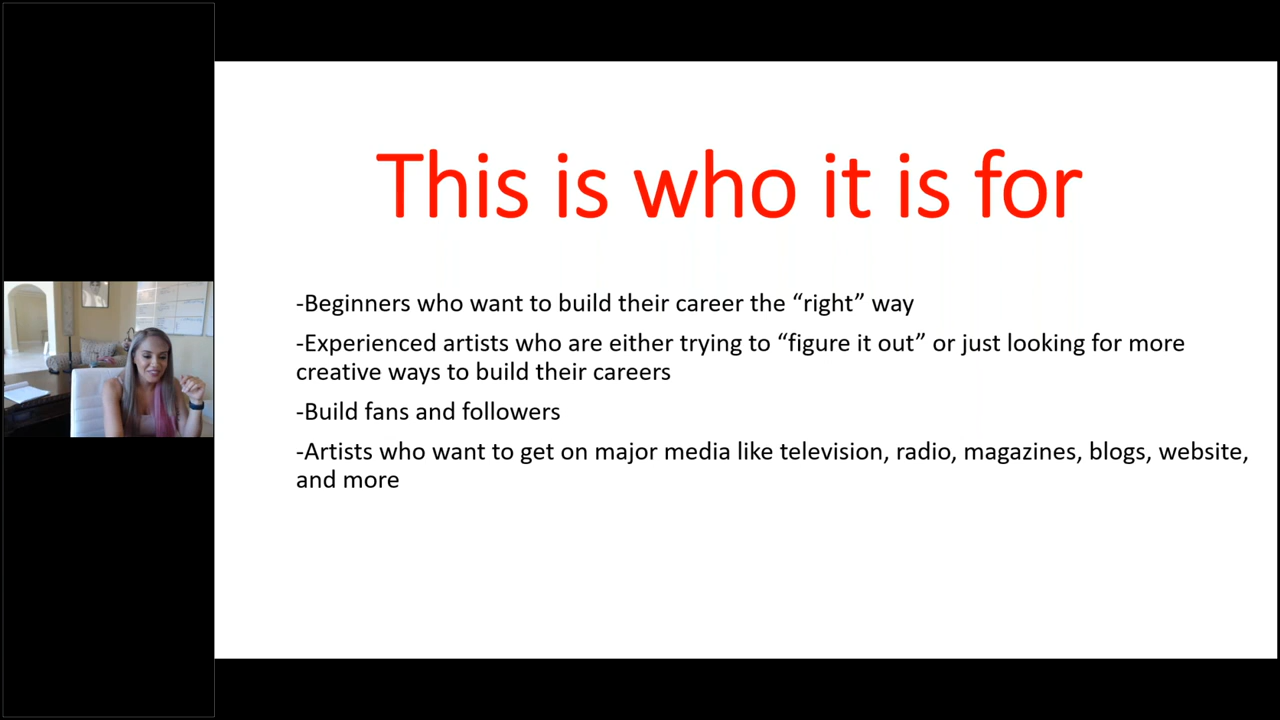 This is who it is for
-Beginners who want to build their career the “right” way
-Experienced artists who are either trying to “figure it out” or just looking for more
creative ways to build their careers
-Build fans and followers
-Artists who want to get on major media like television, radio, magazines, blogs, website,
and more